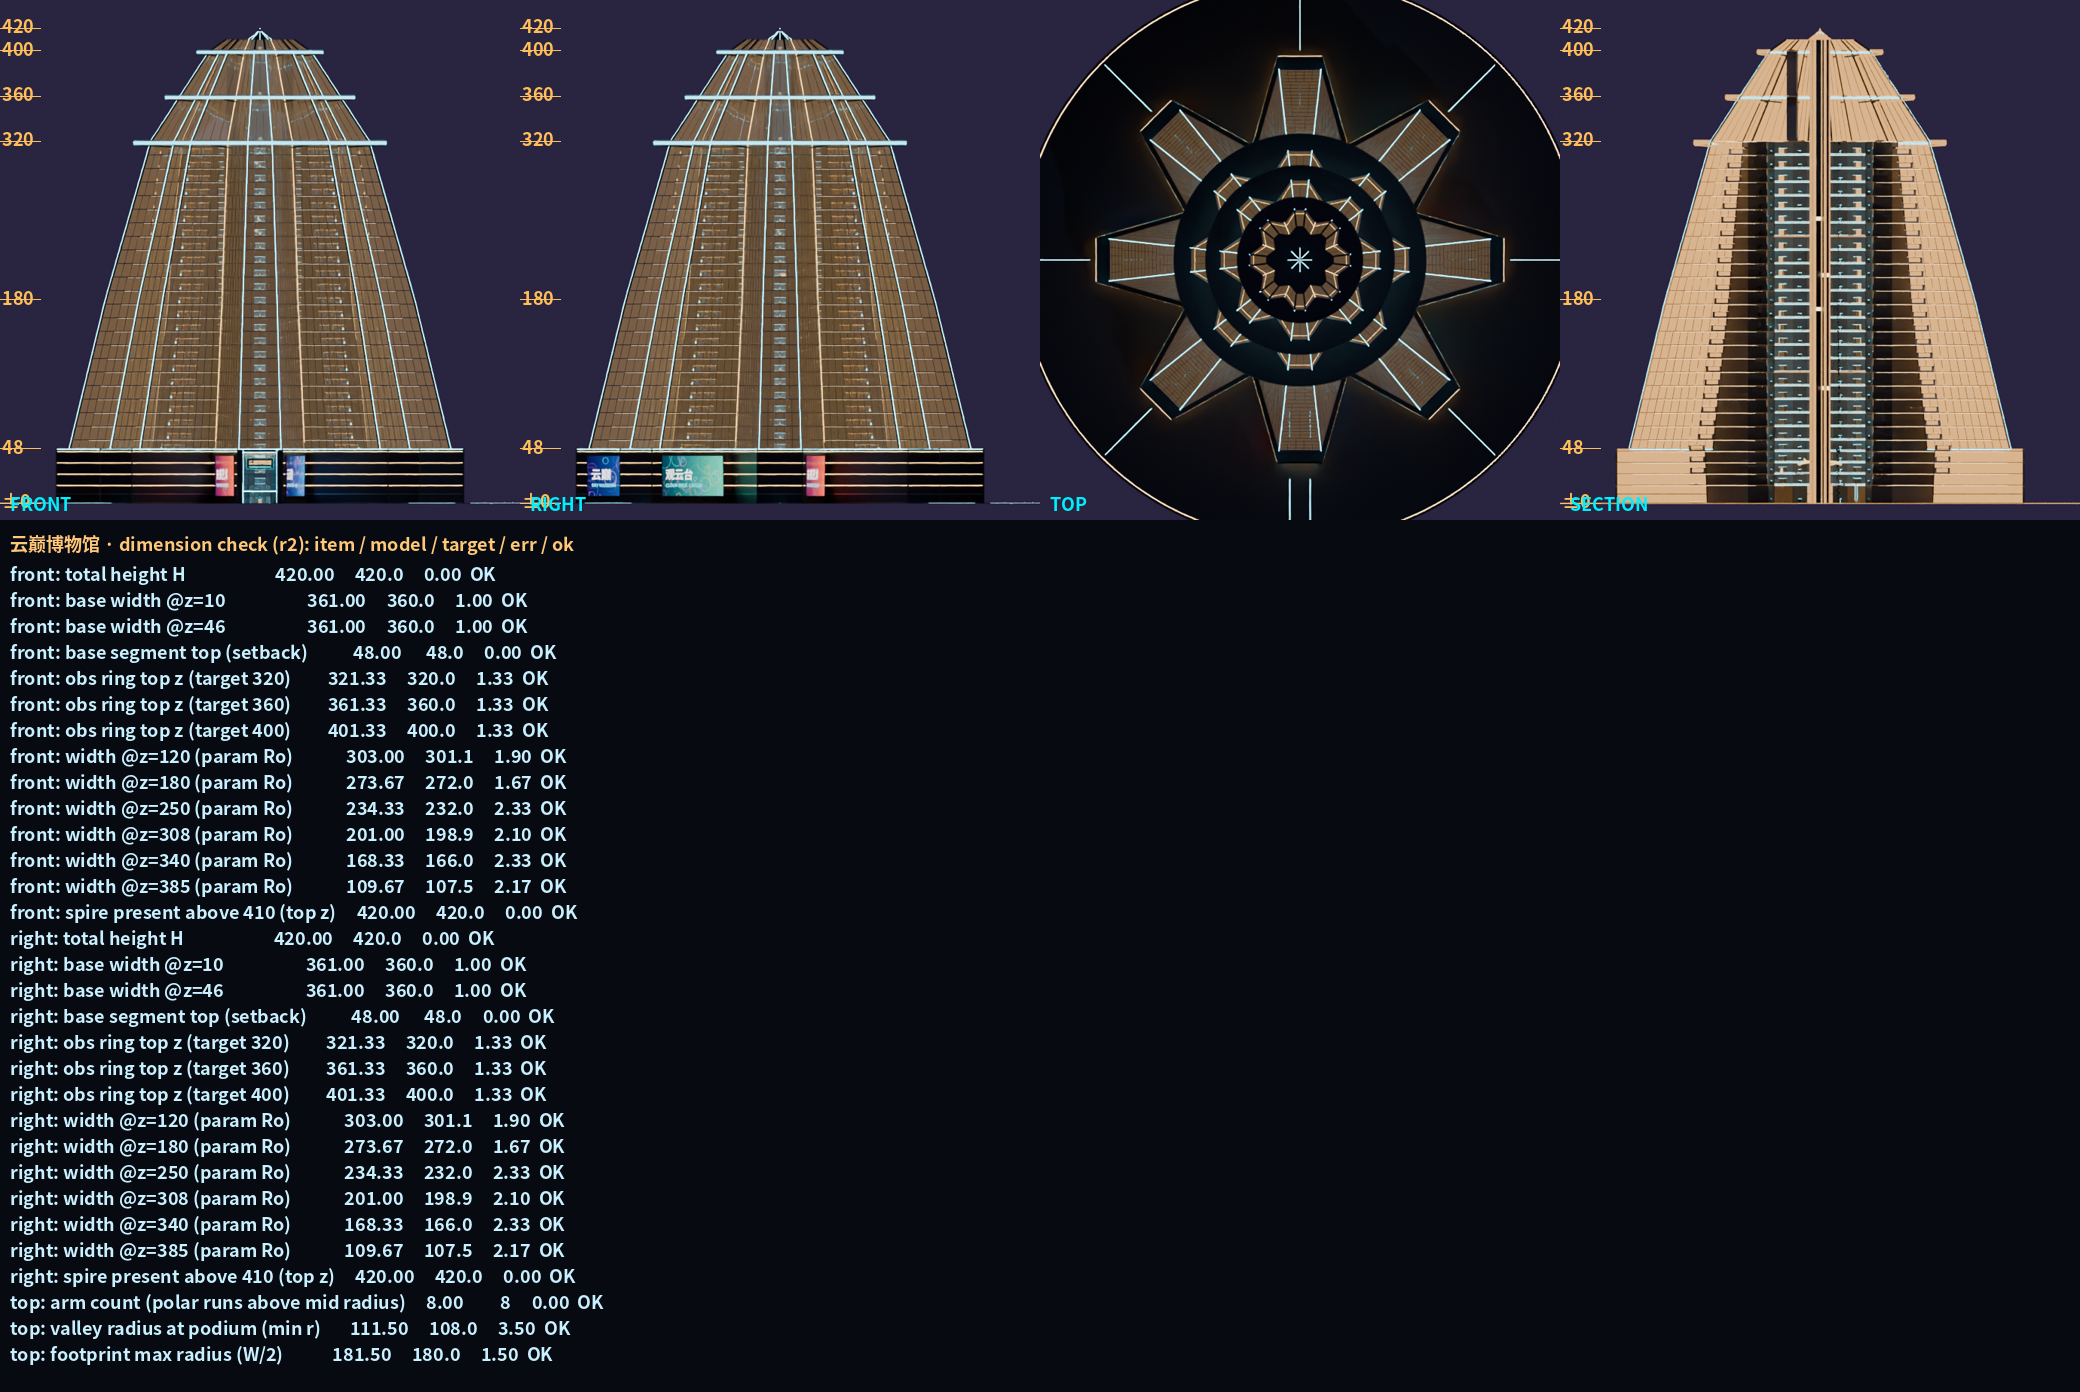 420
400
360
320
180
48
±0
FRONT
420
400
360
320
180
48
±0
云巅
观云台
RIGHT
TOP
420
400
360
320
180
48
±0
SECTION
云巅博物馆 · dimension check (r2): item / model / target / err / ok
front: total height H 420.00 420.0 0.00 OK
front: base width @z=10 361.00 360.0 1.00 OK
front: base width @z=46 361.00 360.0 1.00 OK
front: base segment top (setback) 48.00 48.0 0.00 OK
front: obs ring top z (target 320) 321.33 320.0 1.33 OK
front: obs ring top z (target 360) 361.33 360.0 1.33 OK
front: obs ring top z (target 400) 401.33 400.0 1.33 OK
front: width @z=120 (param Ro) 303.00 301.1 1.90 OK
front: width @z=180 (param Ro) 273.67 272.0 1.67 OK
front: width @z=250 (param Ro) 234.33 232.0 2.33 OK
front: width @z=308 (param Ro) 201.00 198.9 2.10 OK
front: width @z=340 (param Ro) 168.33 166.0 2.33 OK
front: width @z=385 (param Ro) 109.67 107.5 2.17 OK
front: spire present above 410 (top z) 420.00 420.0 0.00 OK
right: total height H 420.00 420.0 0.00 OK
right: base width @z=10 361.00 360.0 1.00 OK
right: base width @z=46 361.00 360.0 1.00 OK
right: base segment top (setback) 48.00 48.0 0.00 OK
right: obs ring top z (target 320) 321.33 320.0 1.33 OK
right: obs ring top z (target 360) 361.33 360.0 1.33 OK
right: obs ring top z (target 400) 401.33 400.0 1.33 OK
right: width @z=120 (param Ro) 303.00 301.1 1.90 OK
right: width @z=180 (param Ro) 273.67 272.0 1.67 OK
right: width @z=250 (param Ro) 234.33 232.0 2.33 OK
right: width @z=308 (param Ro) 201.00 198.9 2.10 OK
right: width @z=340 (param Ro) 168.33 166.0 2.33 OK
right: width @z=385 (param Ro) 109.67 107.5 2.17 OK
right: spire present above 410 (top z) 420.00 420.0 0.00 OK
top: arm count (polar runs above mid radius) 8.00 8 0.00 OK
top: valley radius at podium (min r) 111.50 108.0 3.50 OK
top: footprint max radius (W/2) 181.50 180.0 1.50 OK